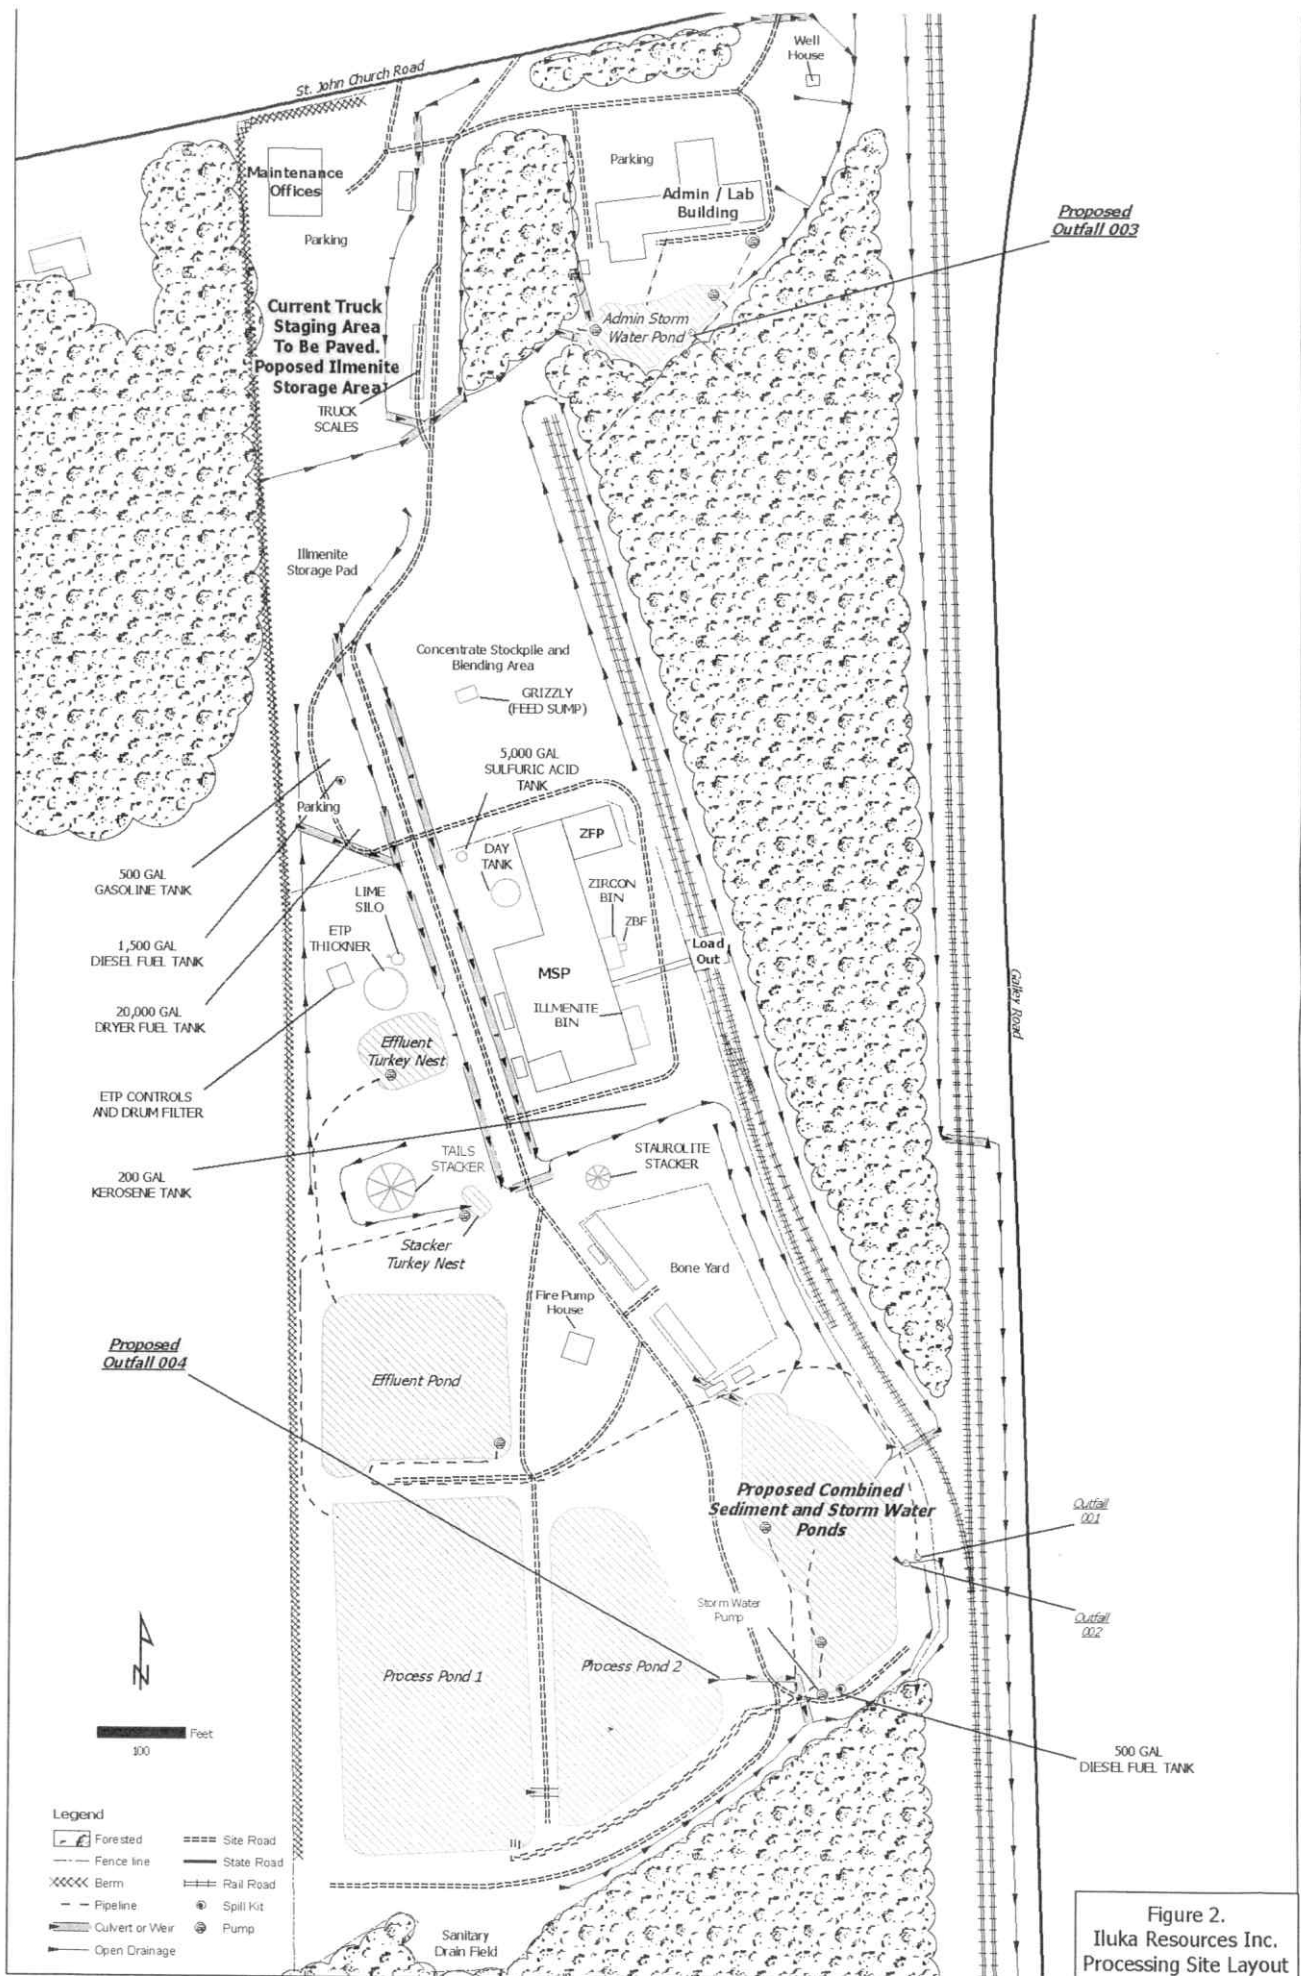 Well
House
St. John Church Road
Maintenance
Offices
Parking
Parking
Admin / Lab
Building
Proposed
Outfall 003
Admin Storm
Water Pond
Current Truck
Staging Area
To Be Paved.
Poposed Ilmenite
Storage Area
TRUCK
SCALES
Illmenite
Storage Pad
Concentrate Stockpile and
Blending Area
GRIZZLY
(FEED SUMP)
5,000 GAL
SULFURIC ACID
TANK
Parking
ZFP
DAY
TANK
500 GAL
GASOLINE TANK
LIME
SILO
ZIRCON
BIN
ZBF
ETP
THICKNER
1,500 GAL
DIESEL FUEL TANK
Load
Out
MSP
Galley Road
20,000 GAL
DRYER FUEL TANK
ILLMENITE
BIN
Effluent
Turkey Nest
ETP CONTROLS
AND DRUM FILTER
TAILS
STACKER
STAUROLITE
STACKER
200 GAL
KEROSENE TANK
Stacker
Turkey Nest
Bone Yard
Fire Pump
House
Proposed
Outfall 004
Effluent Pond
Proposed Combined
Sediment and Storm Water
Ponds
Outfall
001
Storm Water
Pump
Outfall
002
Process Pond 1
Process Pond 2
N
Feet
100
500 GAL
DIESEL FUEL TANK
Legend
Forested
Site Road
Fence line
State Road
Berm
Rail Road
Pipeline
Spill Kit
Culvert or Weir
Pump
Open Drainage
Sanitary
Drain Field
Figure 2.
Iluka Resources Inc.
Processing Site Layout